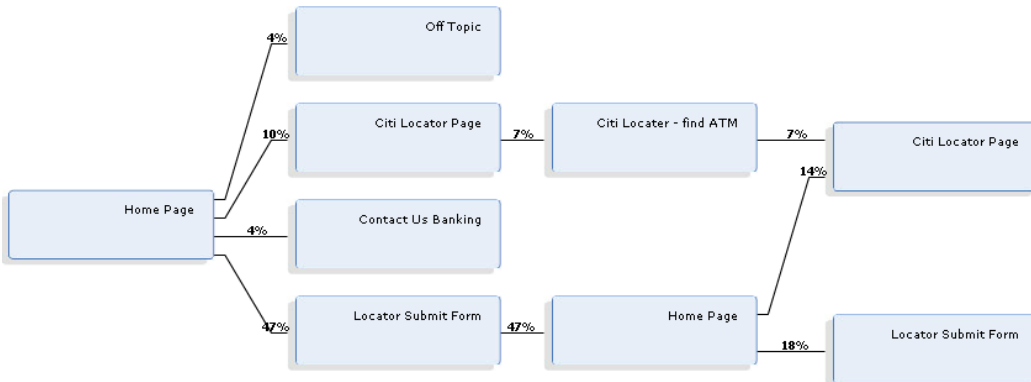 Off Topic
4%
Citi Locator Page
10%
7%
Citi Locater - find ATM
7%
Citi Locator Page
14%
Home Page
4%
Contact Us Banking
47%
Locator Submit Form
47%
Home Page
18%
Locator Submit Form